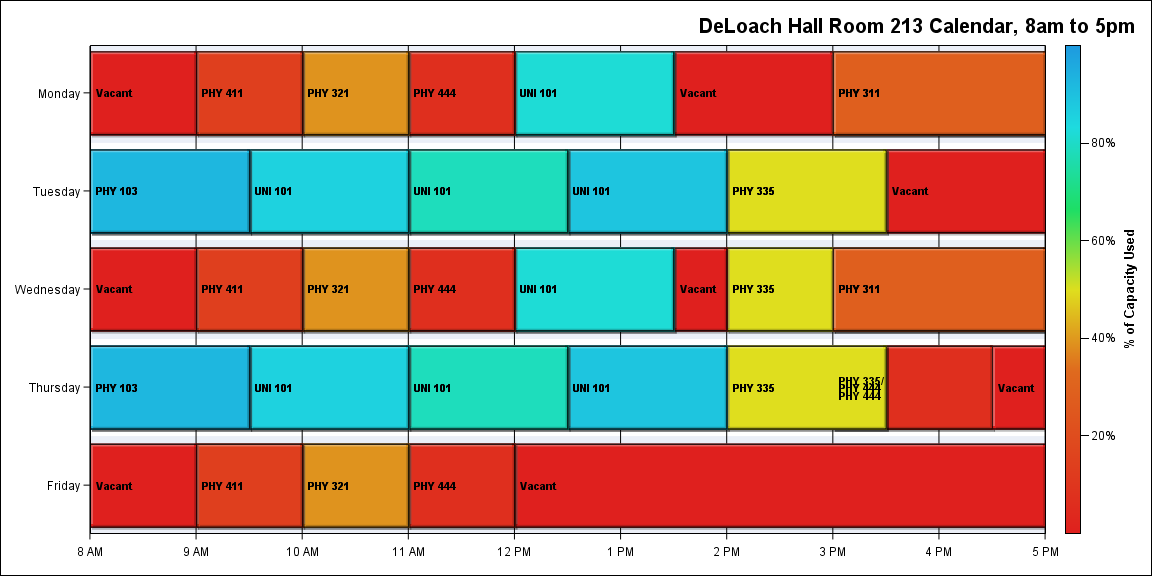 DeLoach Hall Room 213 Calendar, 8am to 5pm
Monday
Vacant
PHY 411
PHY 321
PHY 444
UNI 101
Vacant
PHY 311
Tuesday
PHY 103
UNI 101
UNI 101
UNI 101
PHY 335
Vacant
Wednesday
Vacant
PHY 411
PHY 321
PHY 444
UNI 101
Vacant
PHY 335
PHY 311
Thursday
PHY 103
UNI 101
UNI 101
UNI 101
PHY 335
PHY 335/
PHY 444
PHY 444
Vacant
Friday
Vacant
PHY 411
PHY 321
PHY 444
Vacant
8 AM
9 AM
10 AM
11 AM
12 PM
1 PM
2 PM
3 PM
4 PM
5 PM
80%
60%
40%
20%
% of Capacity Used